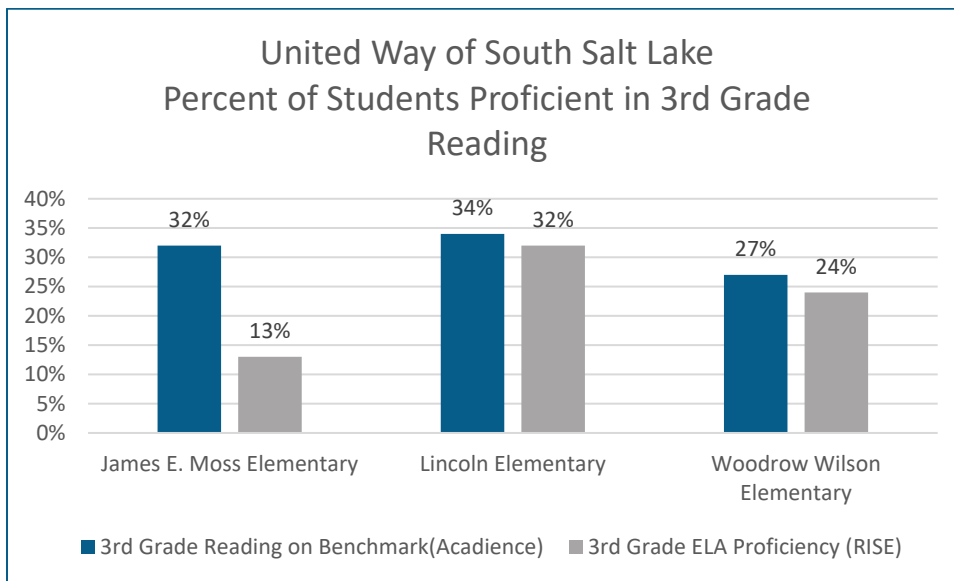 United Way of South Salt Lake
Percent of Students Proficient in 3rd Grade
Reading
40%
35%
30%
25%
20%
15%
10%
5%
0%
32%
13%
34%
32%
27%
24%
James E. Moss Elementary
Lincoln Elementary
Woodrow Wilson
Elementary
3rd Grade Reading on Benchmark(Acadience)
3rd Grade ELA Proficiency (RISE)